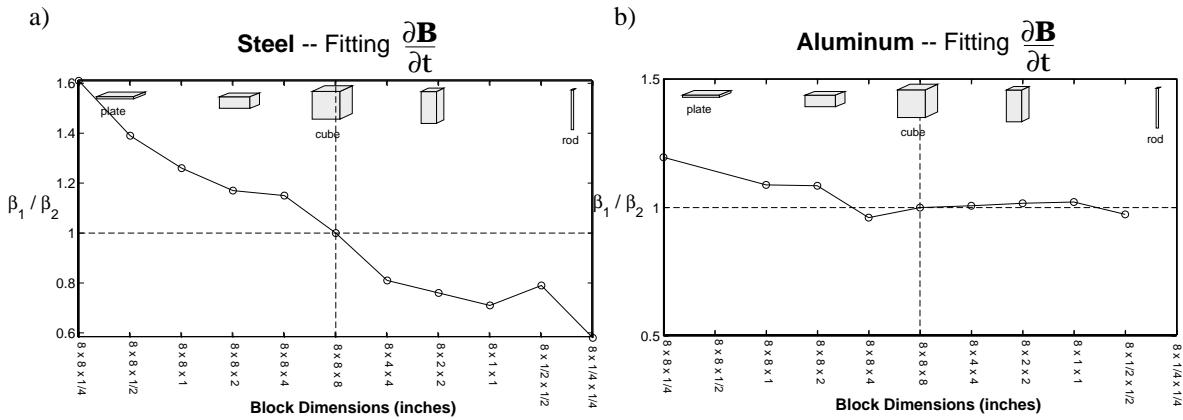 a)
Steel -- Fitting ∂B/∂t
1.6
1.4
1.2
1
0.8
0.6
β1 / β2
plate
cube
rod
8 x 8 x 1/4
8 x 8 x 1/2
8 x 8 x 1
8 x 8 x 2
8 x 8 x 4
8 x 8 x 8
8 x 4 x 4
8 x 2 x 2
8 x 1 x 1
8 x 1/2 x 1/2
8 x 1/4 x 1/4
Block Dimensions (inches)
b)
Aluminum -- Fitting ∂B/∂t
1.5
1
0.5
β1 / β2
plate
cube
rod
8 x 8 x 1/4
8 x 8 x 1/2
8 x 8 x 1
8 x 8 x 2
8 x 8 x 4
8 x 8 x 8
8 x 4 x 4
8 x 2 x 2
8 x 1 x 1
8 x 1/2 x 1/2
8 x 1/4 x 1/4
Block Dimensions (inches)